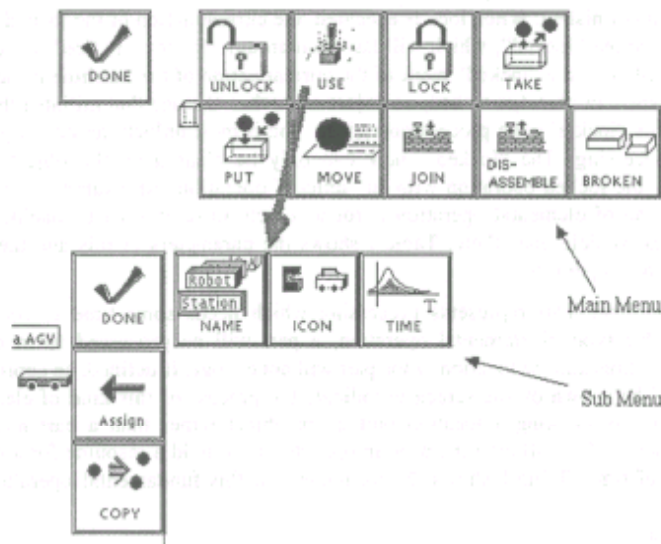 DONE
UNLOCK
USE
LOCK
TAKE
PUT
MOVE
JOIN
DIS-
ASSEMBLE
BROKEN
Main Menu
DONE
Robot
Station
NAME
ICON
T
TIME
Sub Menu
a AGV
Assign
COPY